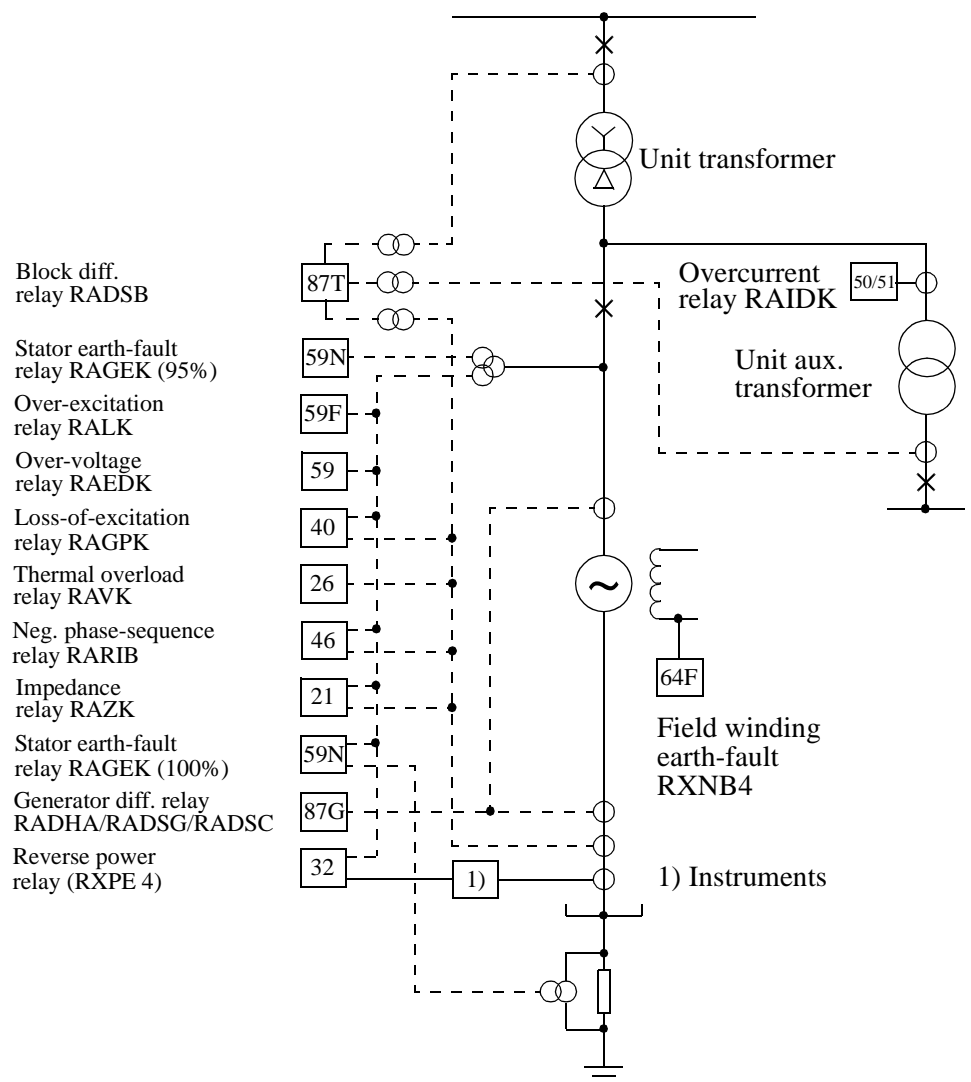 Unit transformer
Block diff.
relay RADSB
87T
Overcurrent
relay RAIDK
50/51
Stator earth-fault
relay RAGEK (95%)
59N
Unit aux.
transformer
Over-excitation
relay RALK
59F
Over-voltage
relay RAEDK
59
Loss-of-excitation
relay RAGPK
40
Thermal overload
relay RAVK
26
~
Neg. phase-sequence
relay RARIB
46
64F
Impedance
relay RAZK
21
Field winding
earth-fault
RXNB4
Stator earth-fault
relay RAGEK (100%)
59N
Generator diff. relay
RADHA/RADSG/RADSC
87G
Reverse power
relay (RXPE 4)
32
1)
1) Instruments